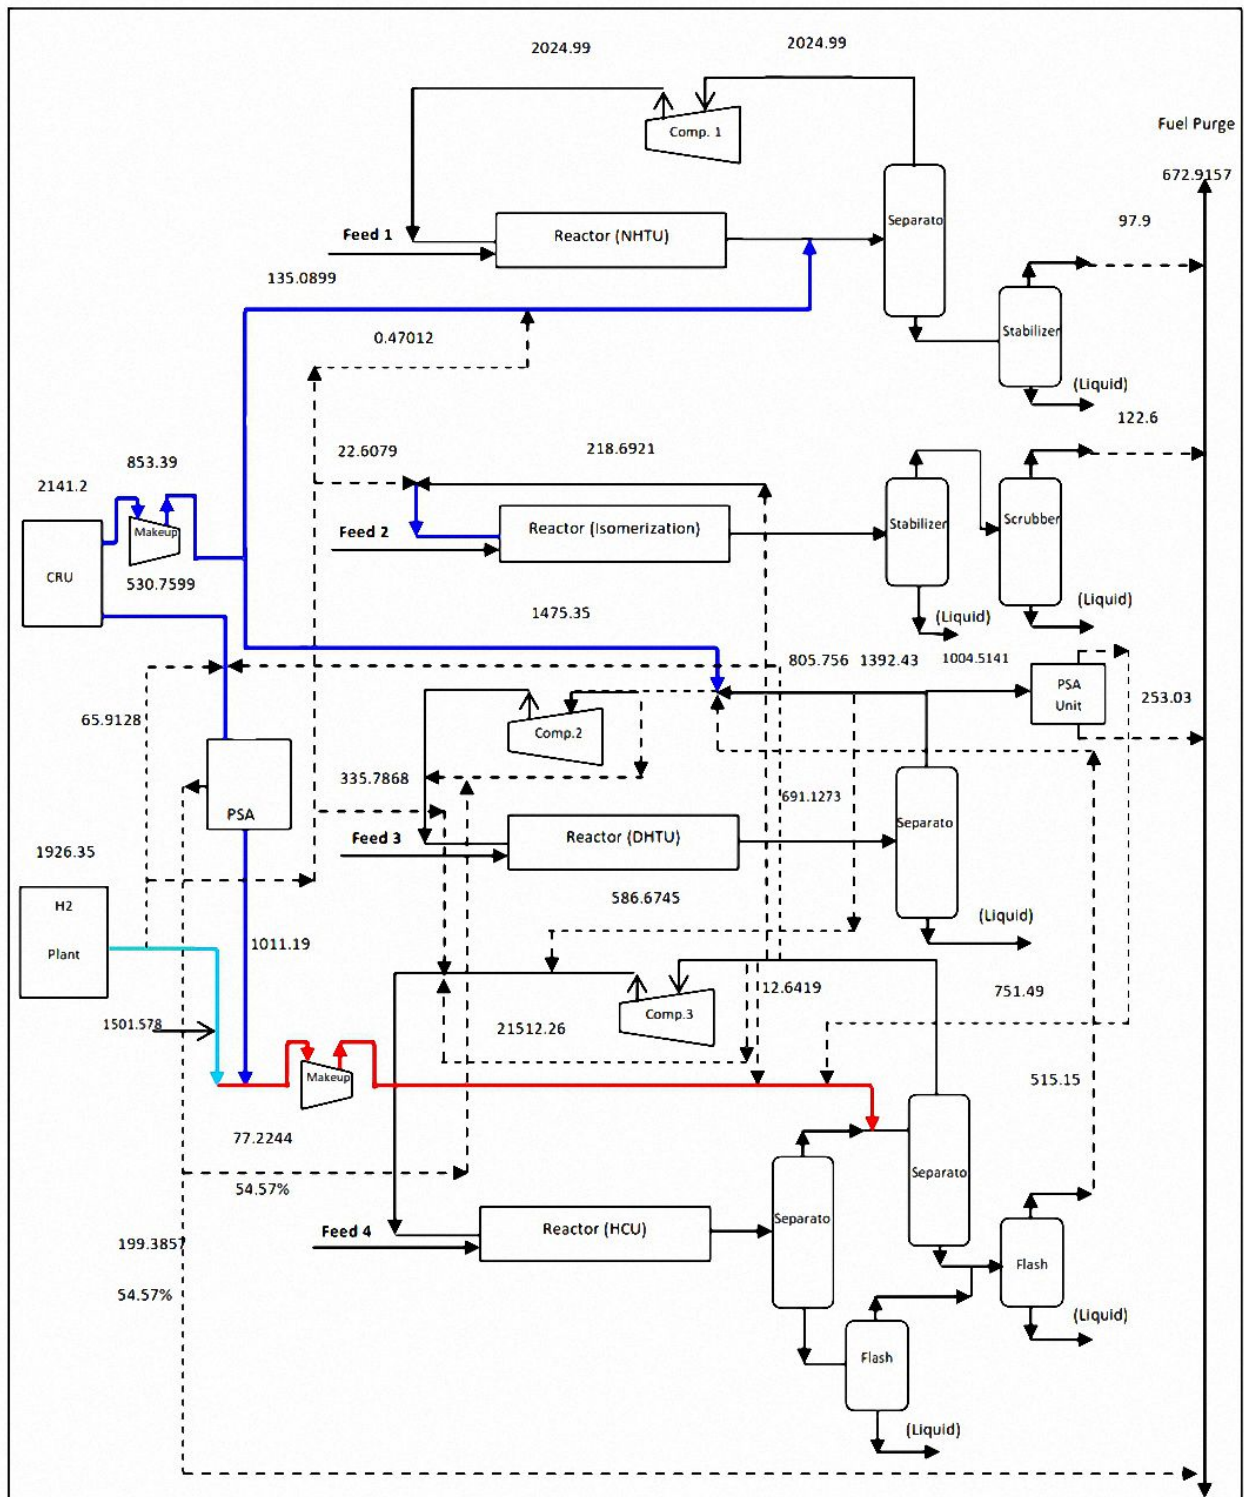 2024.99
2024.99
Comp. 1
Fuel Purge
672.9157
Separato
97.9
Feed 1
Reactor (NHTU)
135.0899
Stabilizer
0.47012
(Liquid)
122.6
22.6079
218.6921
853.39
2141.2
Makeup
Feed 2
Reactor (Isomerization)
Stabilizer
Scrubber
CRU
530.7599
1475.35
(Liquid)
(Liquid)
805.756
1392.43
1004.5141
PSA
Unit
253.03
65.9128
Comp.2
335.7868
691.1273
PSA
Feed 3
Reactor (DHTU)
Separato
1926.35
H2
Plant
586.6745
(Liquid)
1011.19
12.6419
751.49
1501.578
21512.26
Comp.3
Makeup
515.15
77.2244
54.57%
Separato
Separato
Feed 4
Reactor (HCU)
199.3857
Flash
54.57%
(Liquid)
Flash
(Liquid)